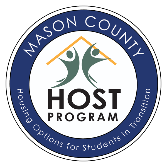 MASON COUNTY
HOST
PROGRAM
Housing Options for Students in Transition